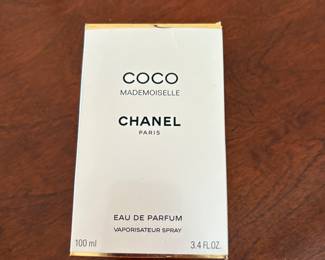 COCO
MADEMOISELLE
CHANEL
PARIS
EAU DE PARFUM
VAPORISATEUR SPRAY
100 ml 3.4 FL.OZ.